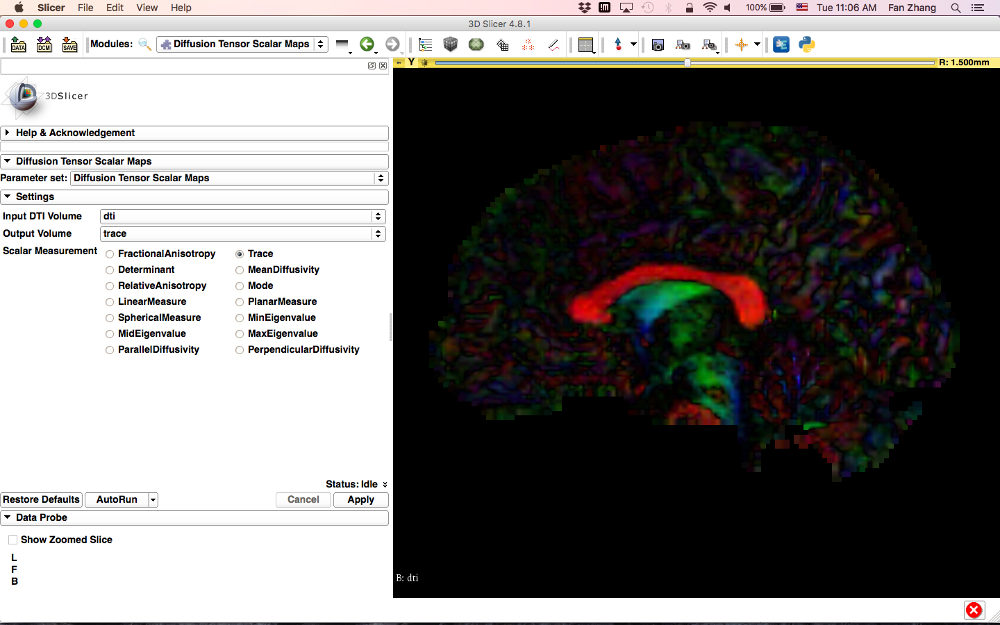 Slicer File Edit View Help 100% Tue 11:06 AM Fan Zhang
3D Slicer 4.8.1
DATA DCM SAVE Modules: Diffusion Tensor Scalar Maps
Y R: 1.500mm
3DSlicer
Help & Acknowledgement
Diffusion Tensor Scalar Maps
Parameter set: Diffusion Tensor Scalar Maps
Settings
Input DTI Volume dti
Output Volume trace
Scalar Measurement FractionalAnisotropy Trace
Determinant MeanDiffusivity
RelativeAnisotropy Mode
LinearMeasure PlanarMeasure
SphericalMeasure MinEigenvalue
MidEigenvalue MaxEigenvalue
ParallelDiffusivity PerpendicularDiffusivity
Status: Idle
Restore Defaults AutoRun Cancel Apply
Data Probe
Show Zoomed Slice
L
F
B
B: dti